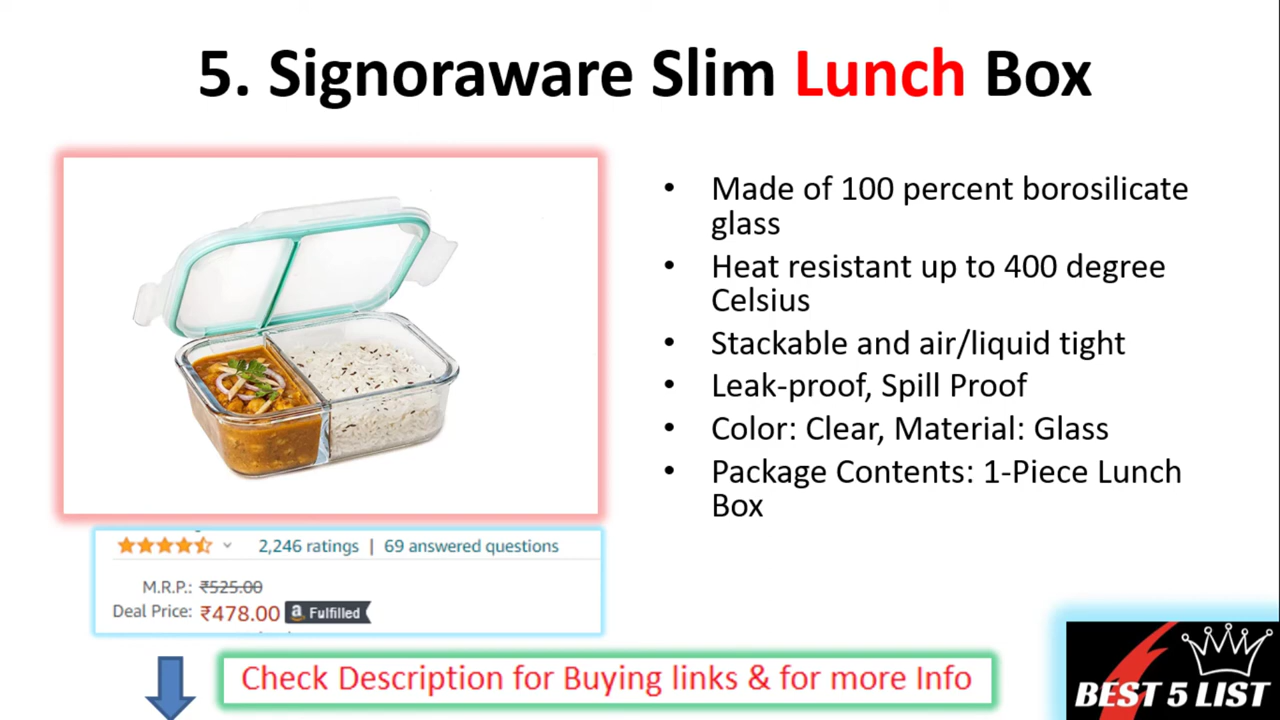 5. Signoraware Slim Lunch Box
• Made of 100 percent borosilicate
glass
• Heat resistant up to 400 degree
Celsius
• Stackable and air/liquid tight
• Leak-proof, Spill Proof
• Color: Clear, Material: Glass
• Package Contents: 1-Piece Lunch
Box
2,246 ratings | 69 answered questions
M.R.P.: ₹525.00
Deal Price: ₹478.00 a Fulfilled
Check Description for Buying links & for more Info
BEST 5 LIST